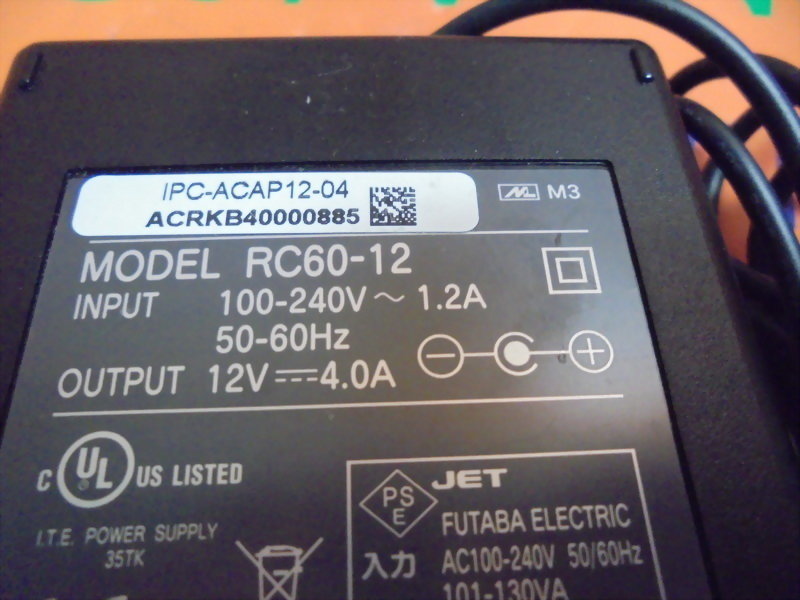 IPC-ACAP12-04
ACRKB40000885
M3
MODEL RC60-12
INPUT 100-240V~1.2A
50-60Hz
OUTPUT 12V⎓4.0A
C UL US LISTED
I.T.E. POWER SUPPLY
35TK
PS
E
JET
FUTABA ELECTRIC
入力 AC100-240V 50/60Hz
101-130VA